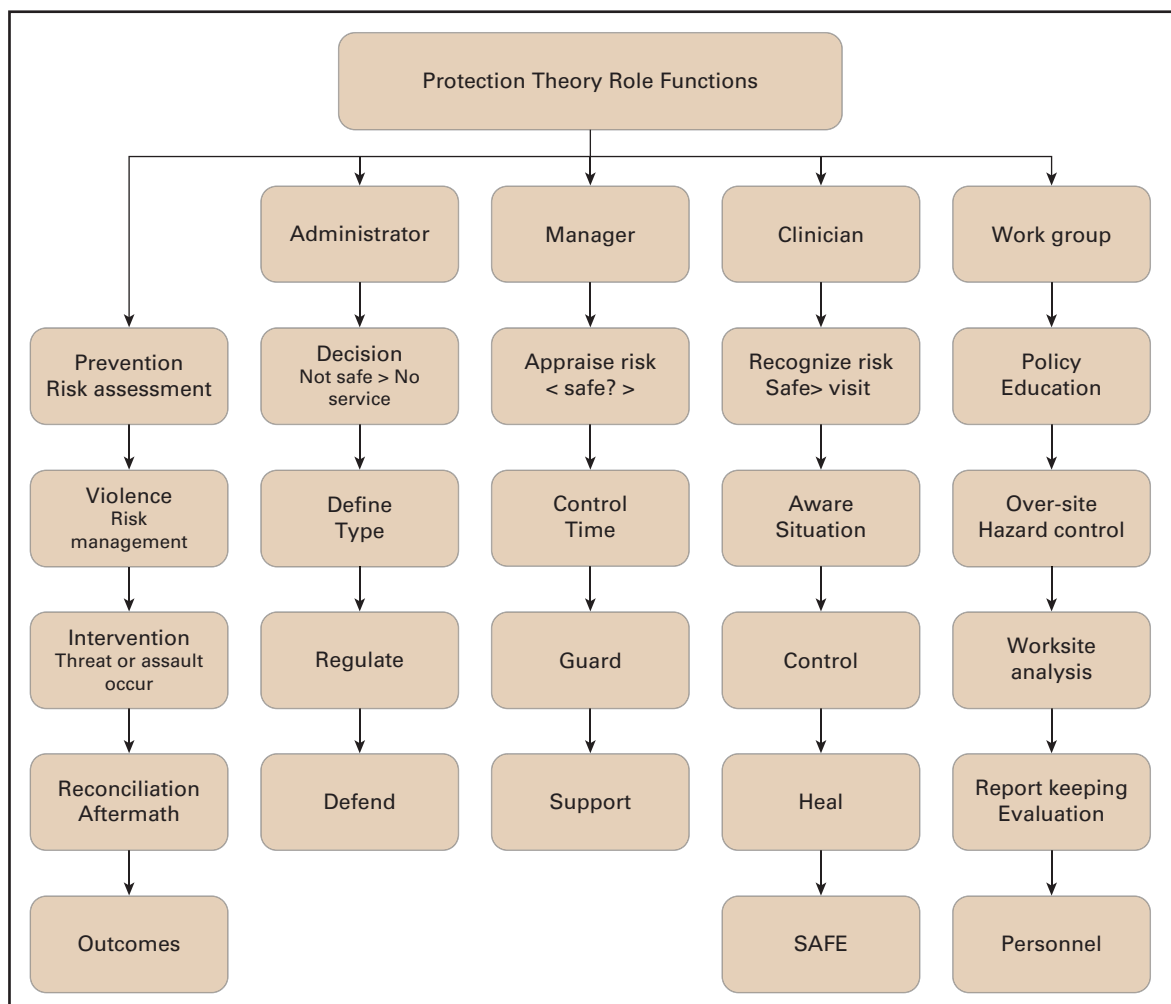 Protection Theory Role Functions
Administrator
Manager
Clinician
Work group
Prevention
Risk assessment
Decision
Not safe > No
service
Appraise risk
< safe? >
Recognize risk
Safe> visit
Policy
Education
Violence
Risk
management
Define
Type
Control
Time
Aware
Situation
Over-site
Hazard control
Intervention
Threat or assault
occur
Regulate
Guard
Control
Worksite
analysis
Reconciliation
Aftermath
Defend
Support
Heal
Report keeping
Evaluation
Outcomes
SAFE
Personnel